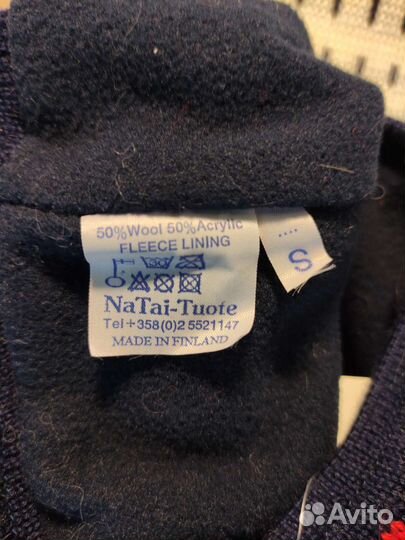 50%Wool 50%Acrylic
FLEECE LINING
NaTai-Tuote
Tel+358(0)2 5521147
MADE IN FINLAND
....
S
Avito